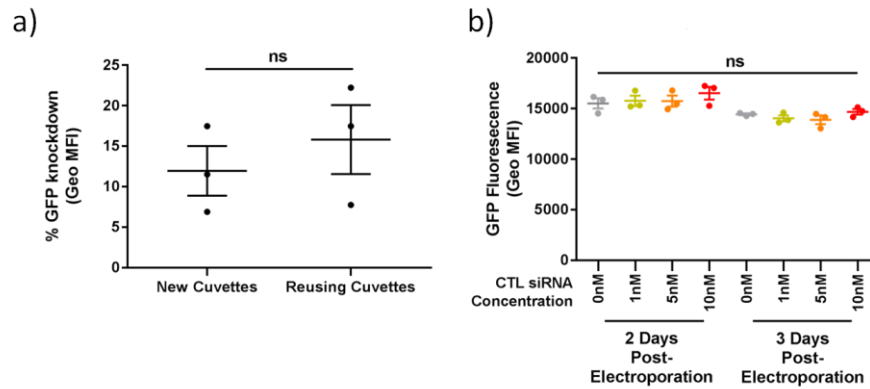 a)
ns
25
20
15
10
5
0
% GFP knockdown
(Geo MFI)
New Cuvettes
Reusing Cuvettes
b)
ns
20000
15000
10000
5000
0
GFP Fluoresecence
(Geo MFI)
CTL siRNA
Concentration
0nM
1nM
5nM
10nM
0nM
1nM
5nM
10nM
2 Days
Post-
Electroporation
3 Days
Post-
Electroporation